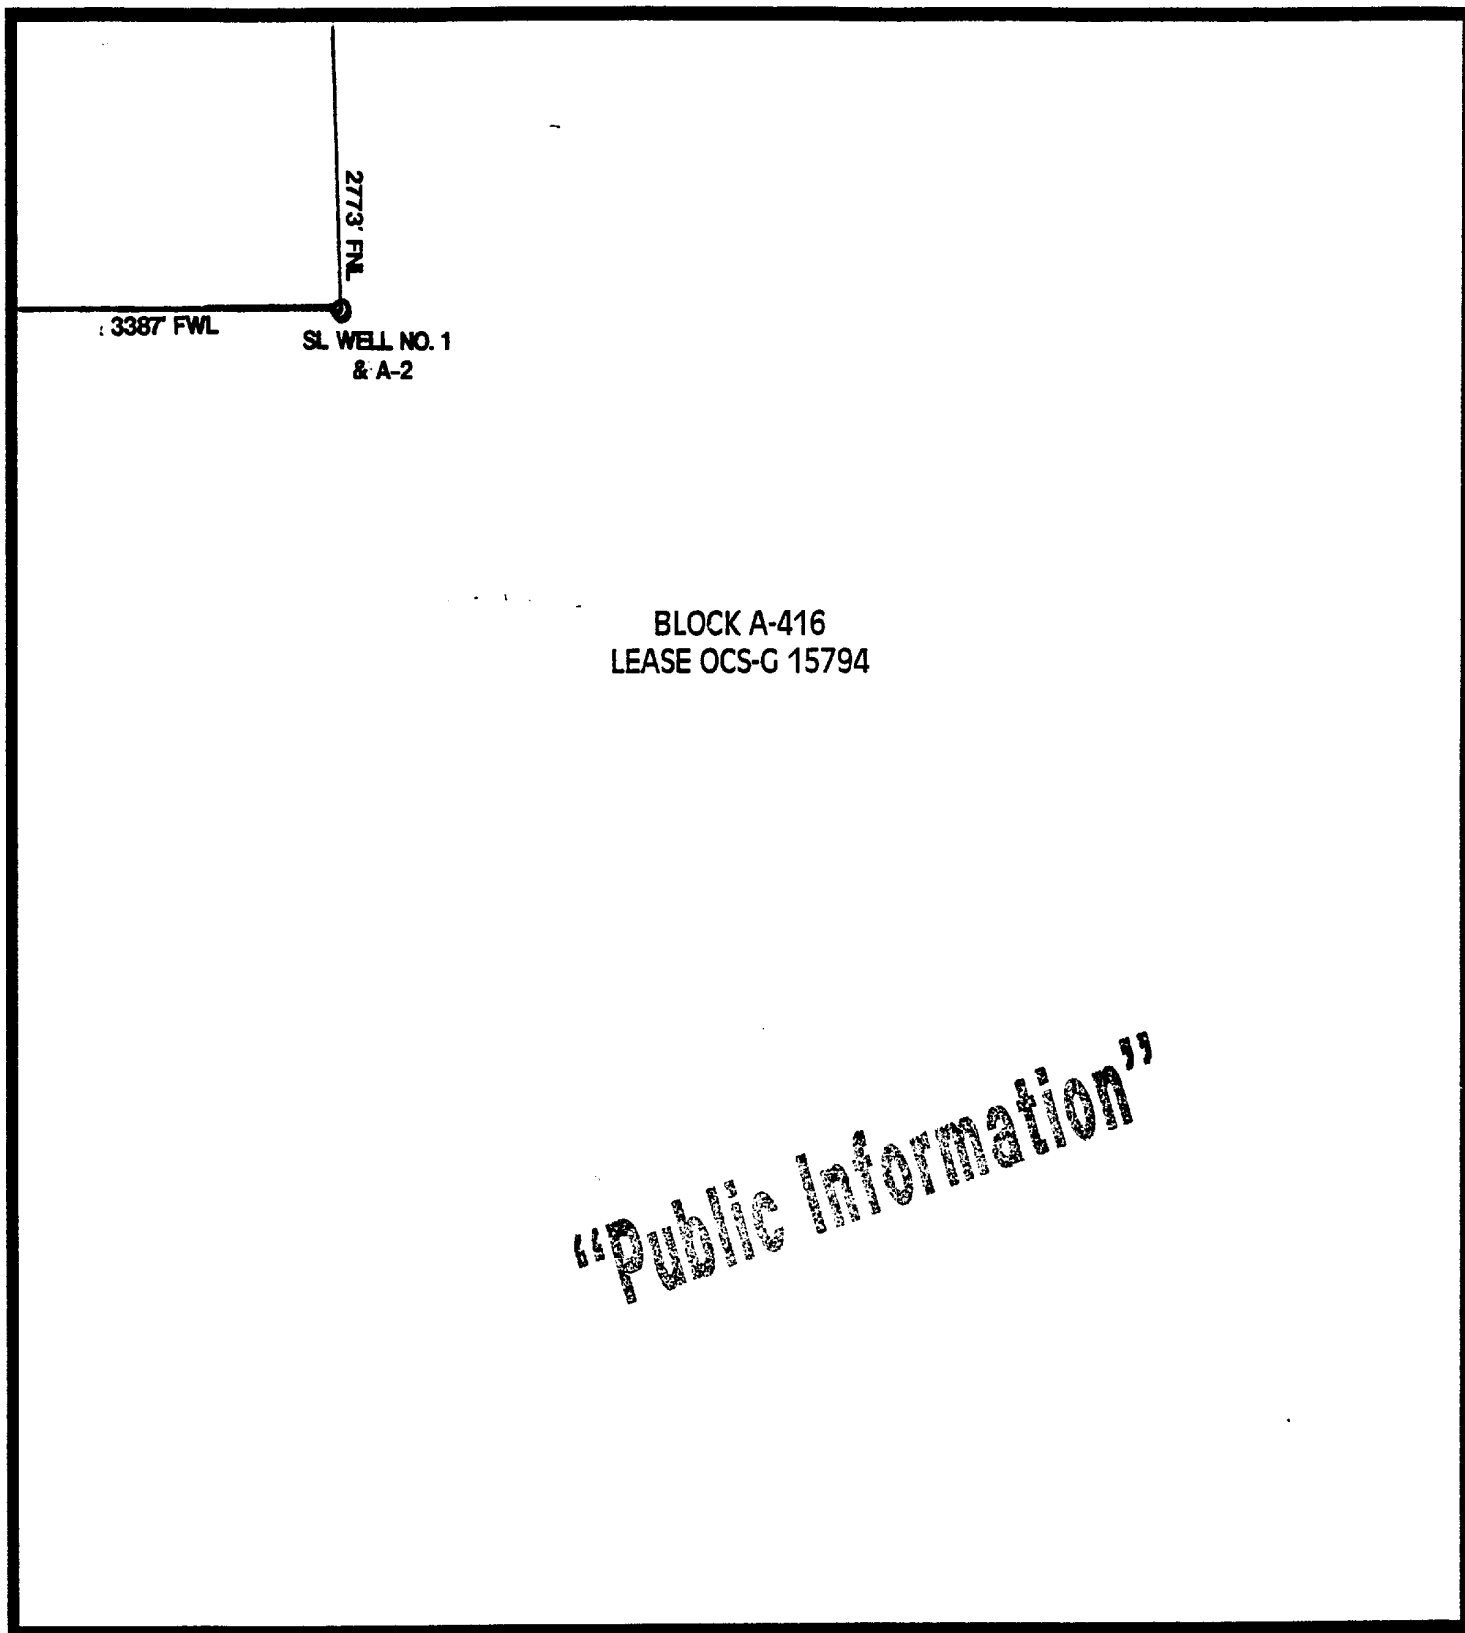 2773' FNL
3387' FWL
SL WELL NO. 1
& A-2
BLOCK A-416
LEASE OCS-G 15794
“Public Information”